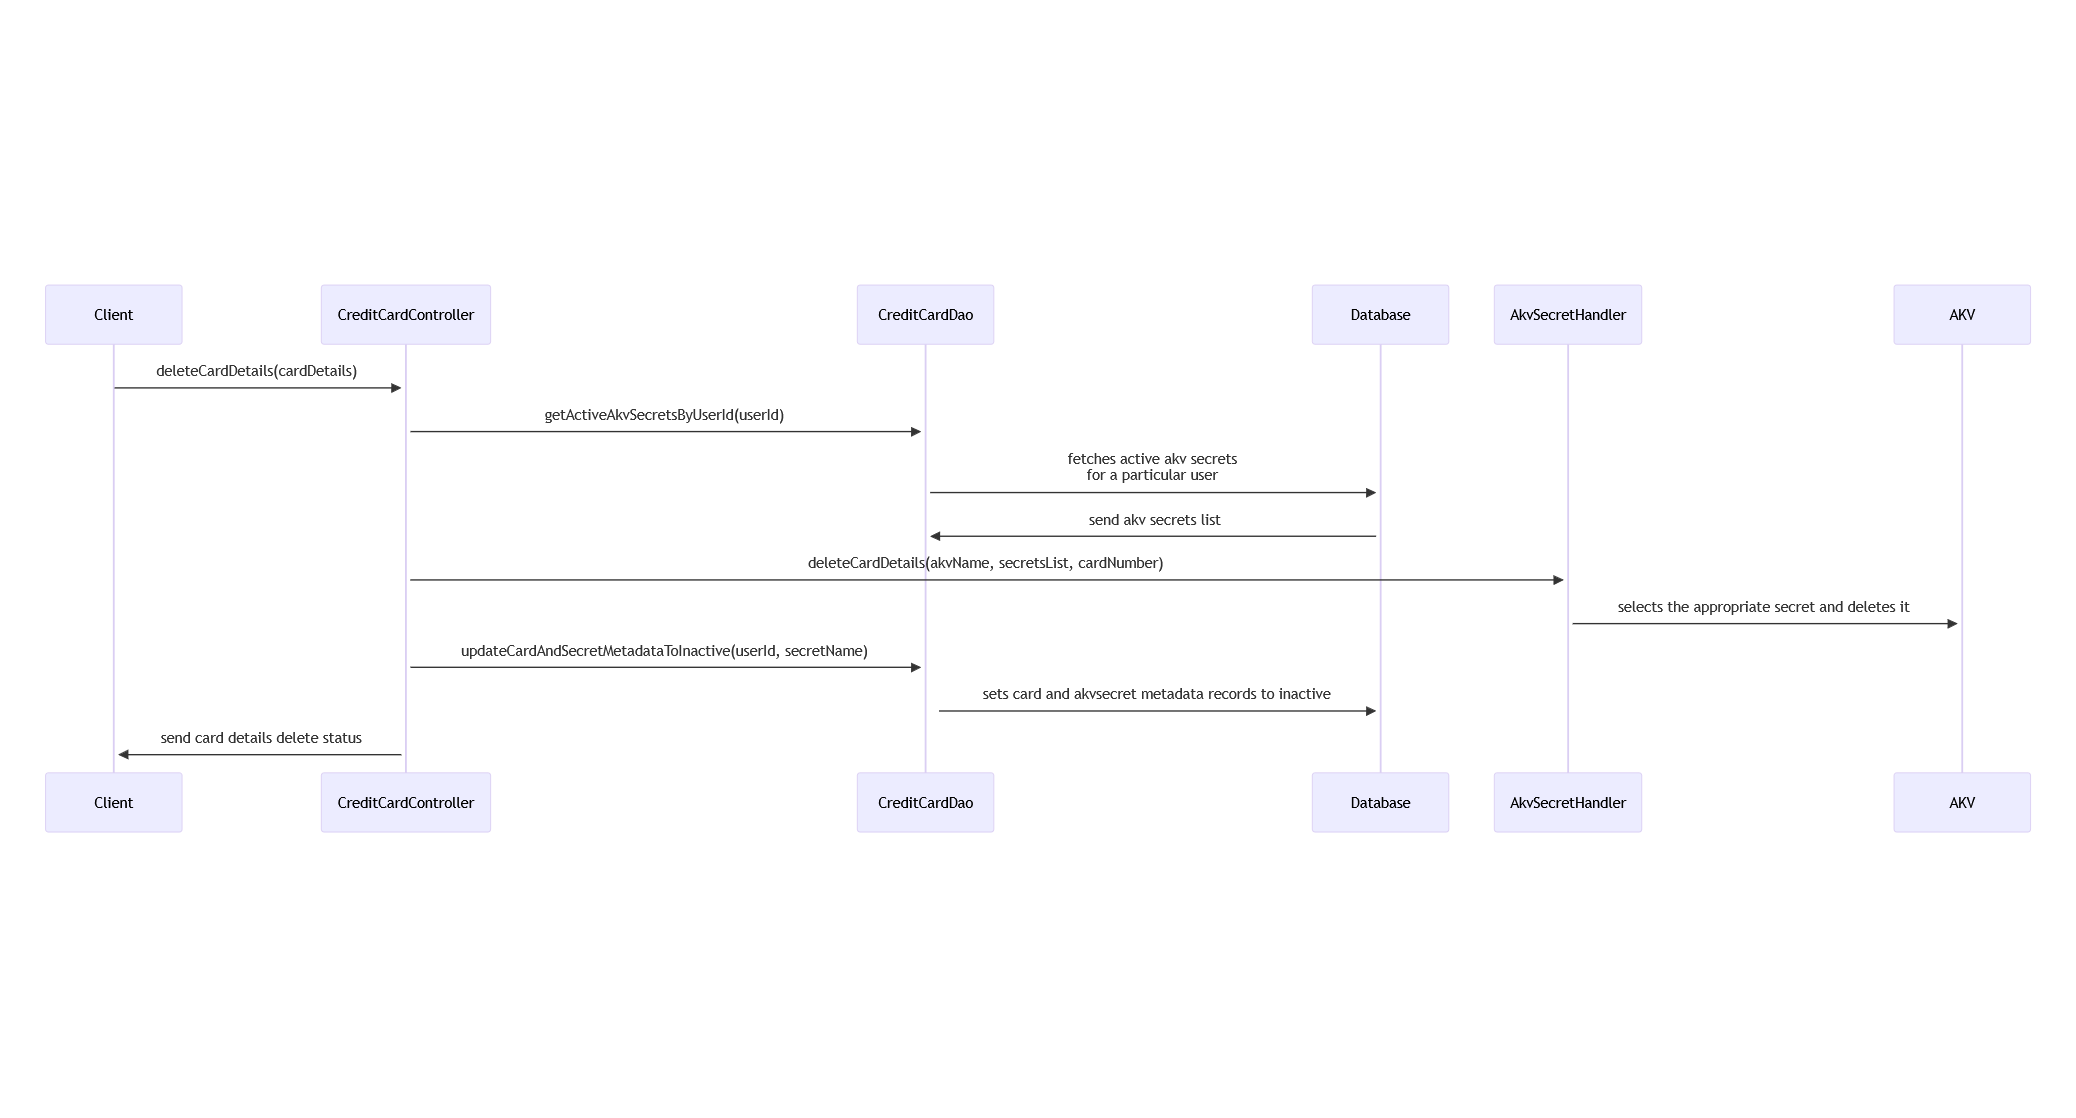 Client
CreditCardController
CreditCardDao
Database
AkvSecretHandler
AKV
deleteCardDetails(cardDetails)
getActiveAkvSecretsByUserId(userId)
fetches active akv secrets
for a particular user
send akv secrets list
deleteCardDetails(akvName, secretsList, cardNumber)
selects the appropriate secret and deletes it
updateCardAndSecretMetadataToInactive(userId, secretName)
sets card and akvsecret metadata records to inactive
send card details delete status
Client
CreditCardController
CreditCardDao
Database
AkvSecretHandler
AKV